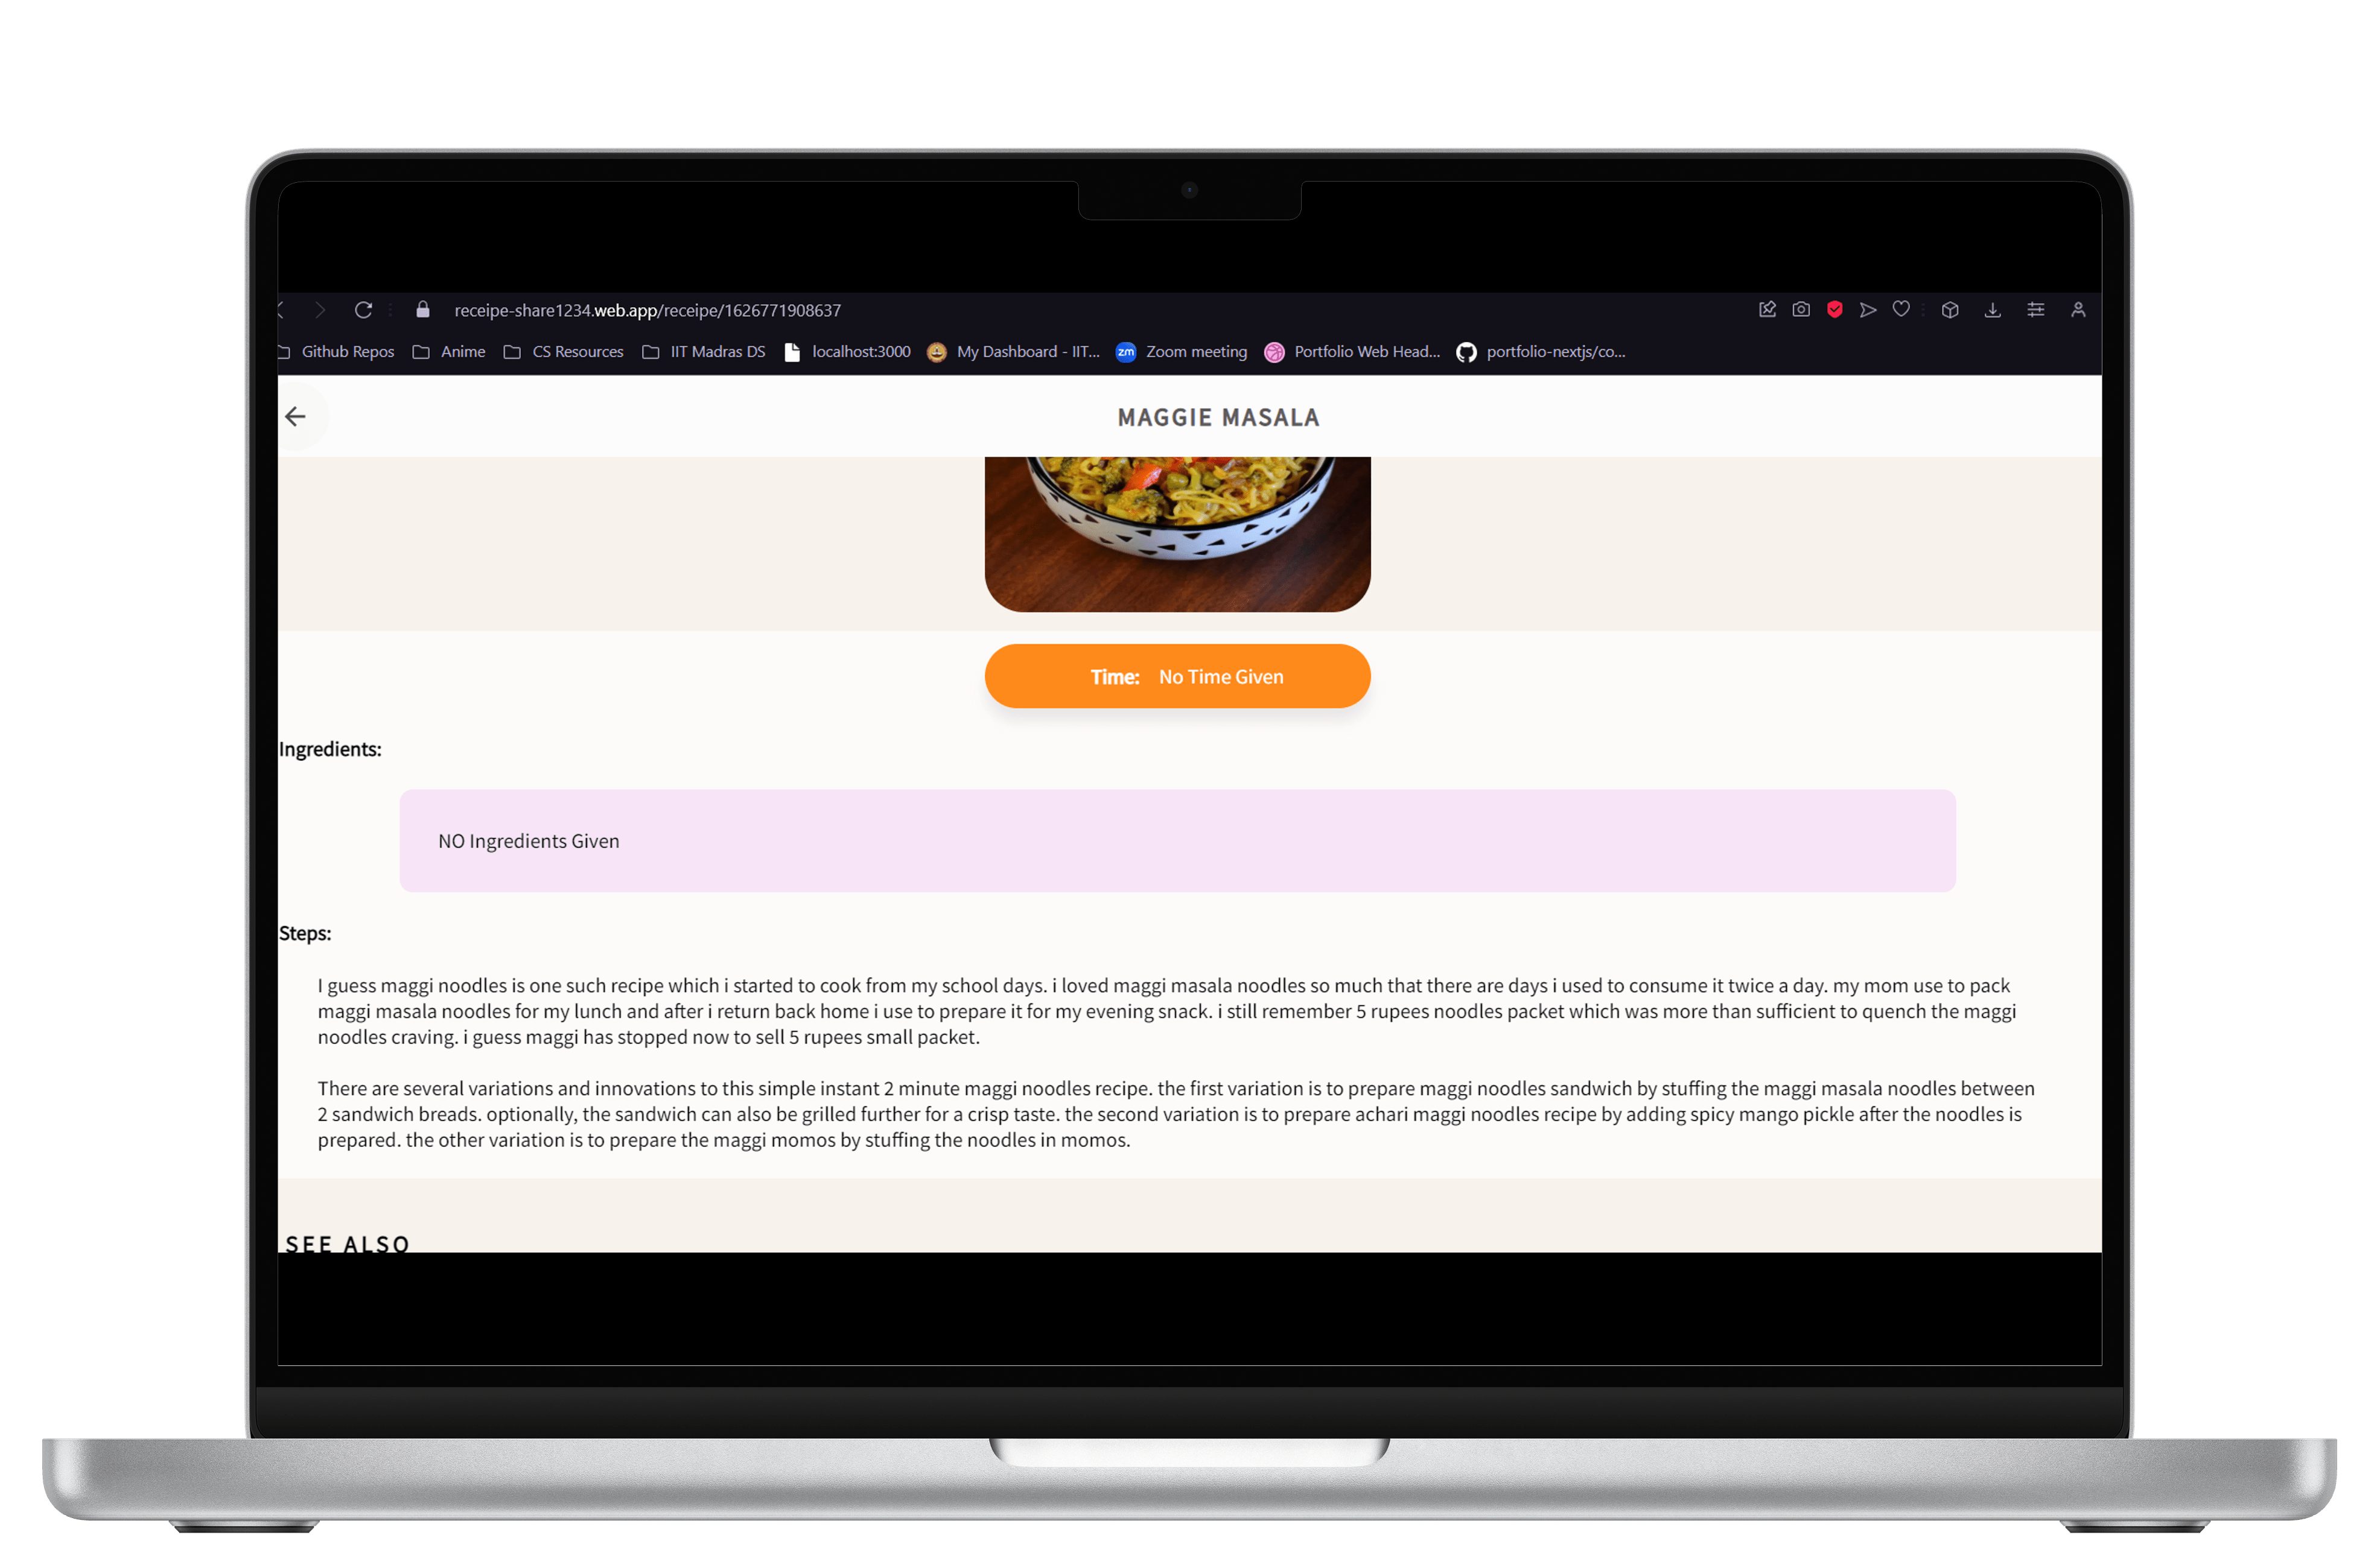 receipe-share1234.web.app/receipe/1626771908637
Github Repos Anime CS Resources IIT Madras DS localhost:3000 My Dashboard - IIT... zm Zoom meeting Portfolio Web Head... portfolio-nextjs/co...
MAGGIE MASALA
Time: No Time Given
Ingredients:
NO Ingredients Given
Steps:
I guess maggi noodles is one such recipe which i started to cook from my school days. i loved maggi masala noodles so much that there are days i used to consume it twice a day. my mom use to pack
maggi masala noodles for my lunch and after i return back home i use to prepare it for my evening snack. i still remember 5 rupees noodles packet which was more than sufficient to quench the maggi
noodles craving. i guess maggi has stopped now to sell 5 rupees small packet.
There are several variations and innovations to this simple instant 2 minute maggi noodles recipe. the first variation is to prepare maggi noodles sandwich by stuffing the maggi masala noodles between
2 sandwich breads. optionally, the sandwich can also be grilled further for a crisp taste. the second variation is to prepare achari maggi noodles recipe by adding spicy mango pickle after the noodles is
prepared. the other variation is to prepare the maggi momos by stuffing the noodles in momos.
SEE ALSO